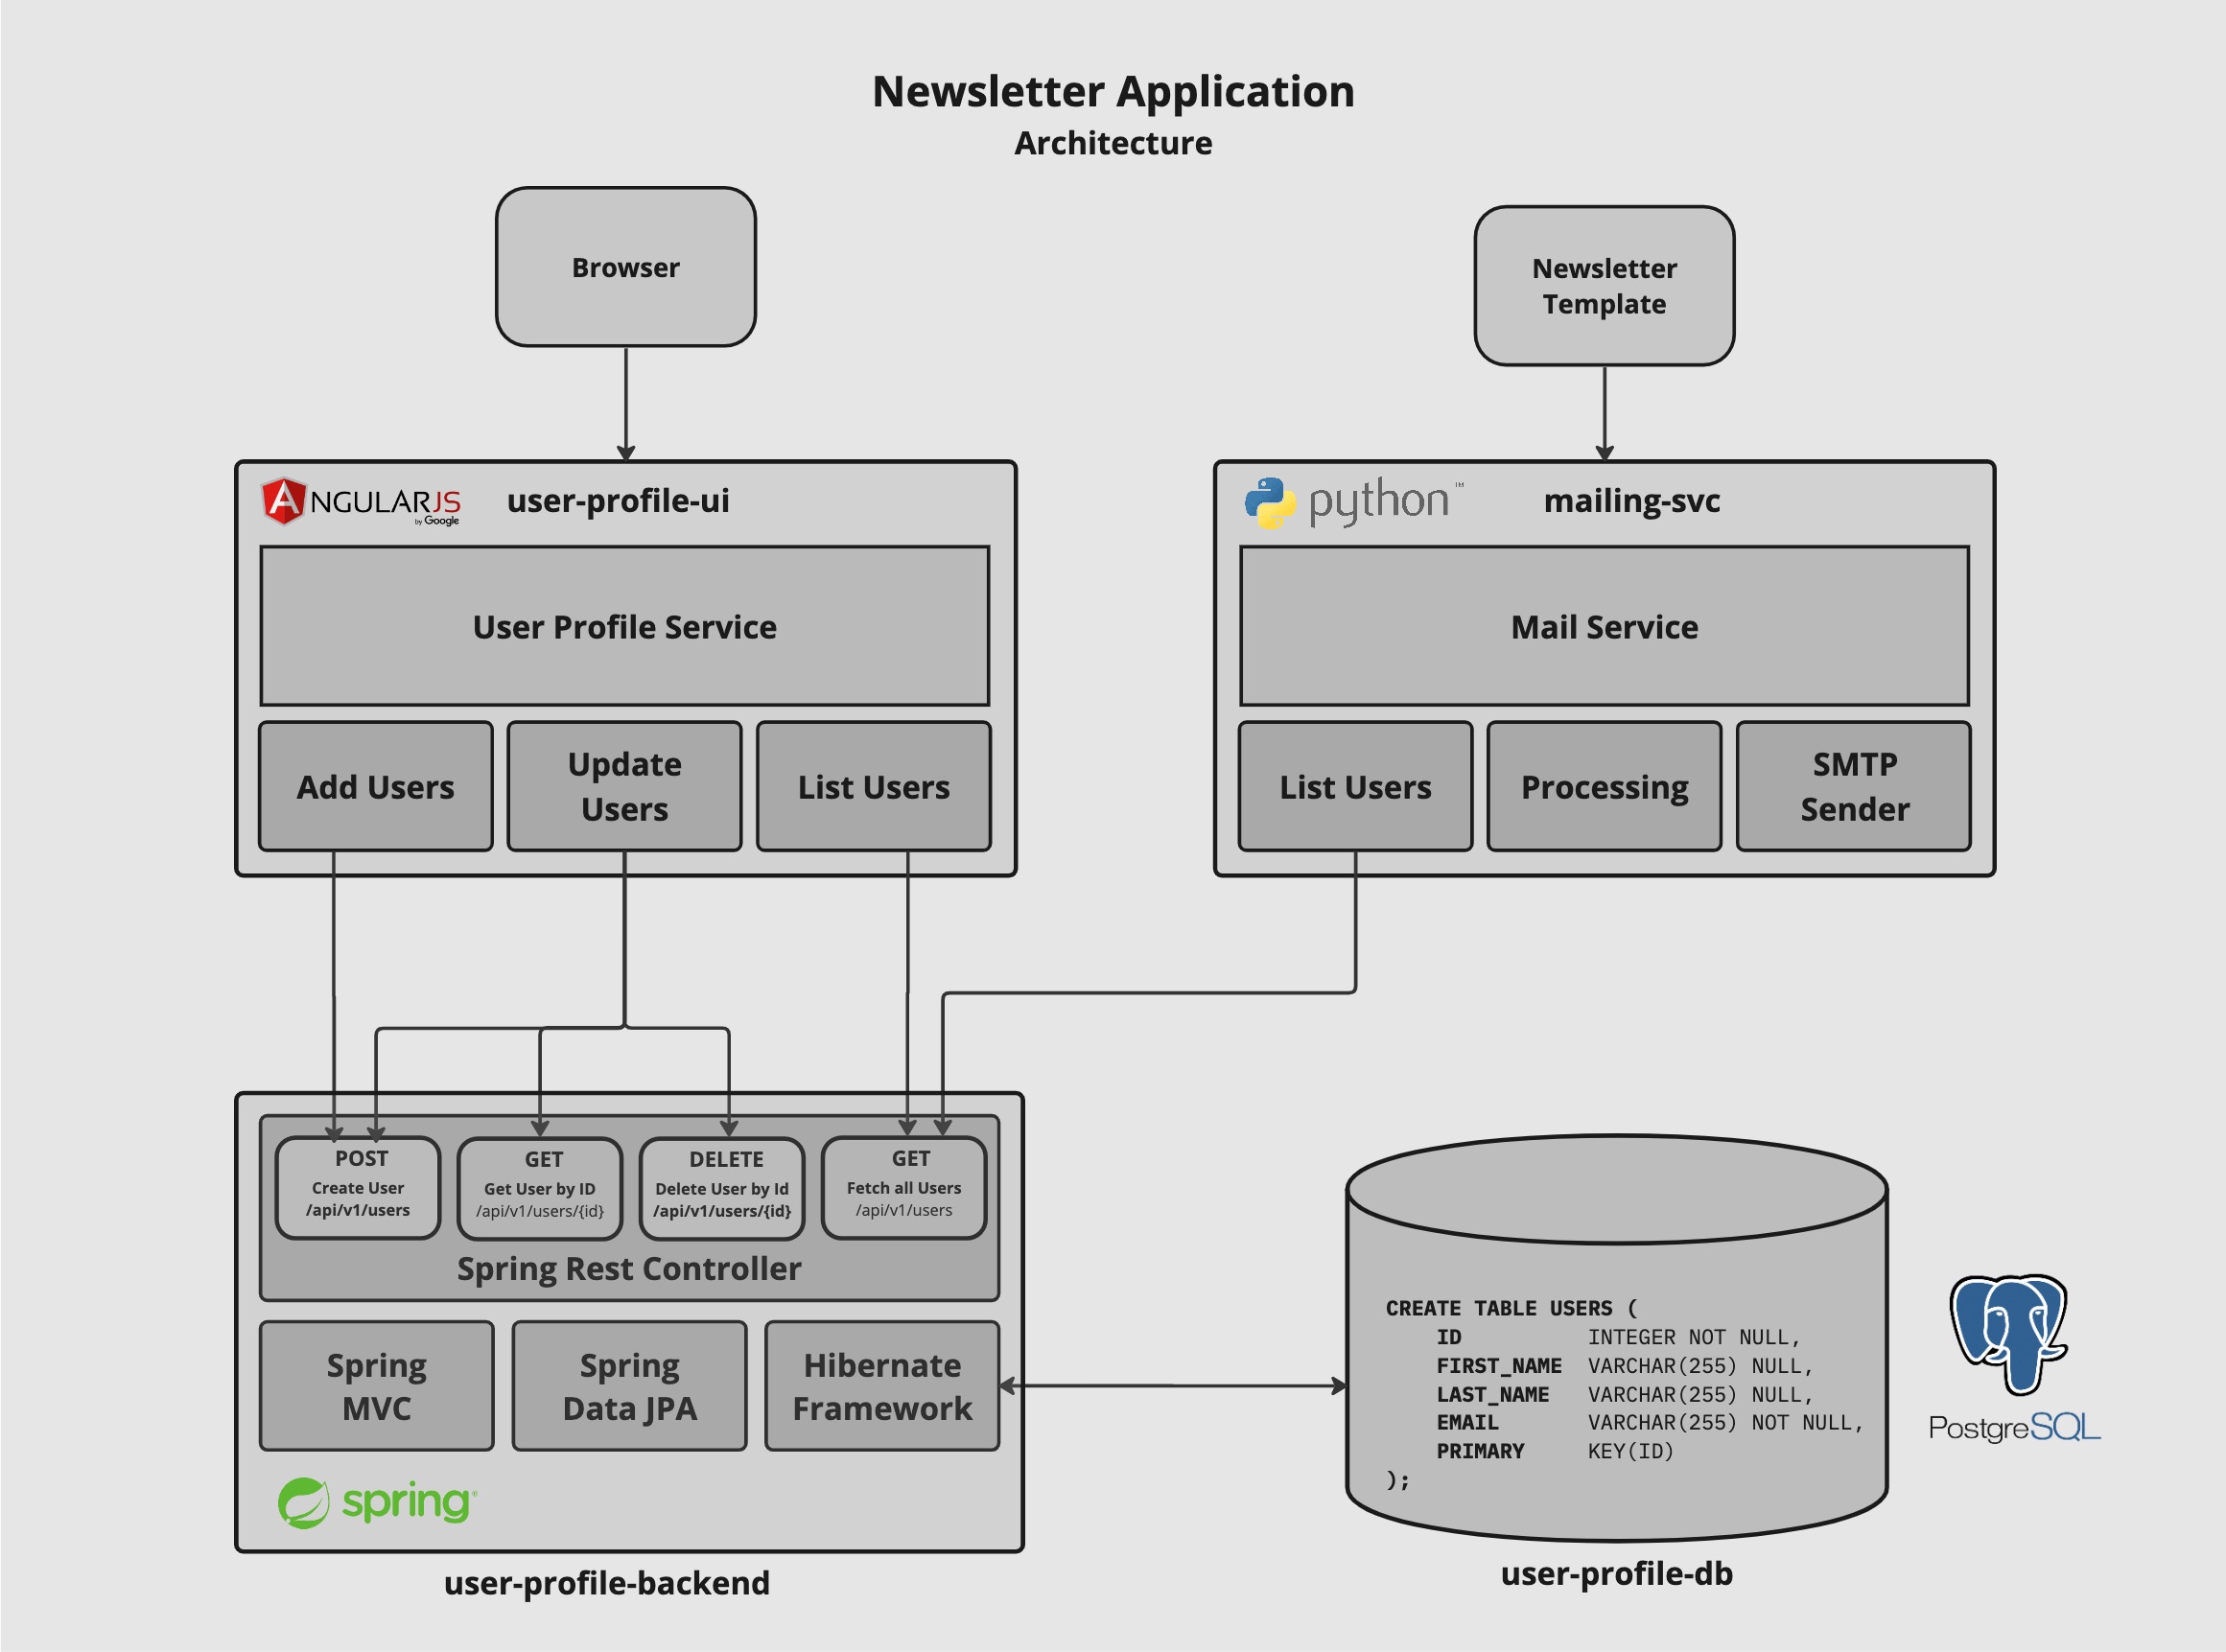 Newsletter Application
Architecture
Browser
Newsletter
Template
ANGULARJS
by Google
user-profile-ui
User Profile Service
Add Users
Update
Users
List Users
python™
mailing-svc
Mail Service
List Users
Processing
SMTP
Sender
POST
Create User
/api/v1/users
GET
Get User by ID
/api/v1/users/{id}
DELETE
Delete User by Id
/api/v1/users/{id}
GET
Fetch all Users
/api/v1/users
Spring Rest Controller
Spring
MVC
Spring
Data JPA
Hibernate
Framework
spring®
user-profile-backend
CREATE TABLE USERS (
ID INTEGER NOT NULL,
FIRST_NAME VARCHAR(255) NULL,
LAST_NAME VARCHAR(255) NULL,
EMAIL VARCHAR(255) NOT NULL,
PRIMARY KEY(ID)
);
PostgreSQL
user-profile-db